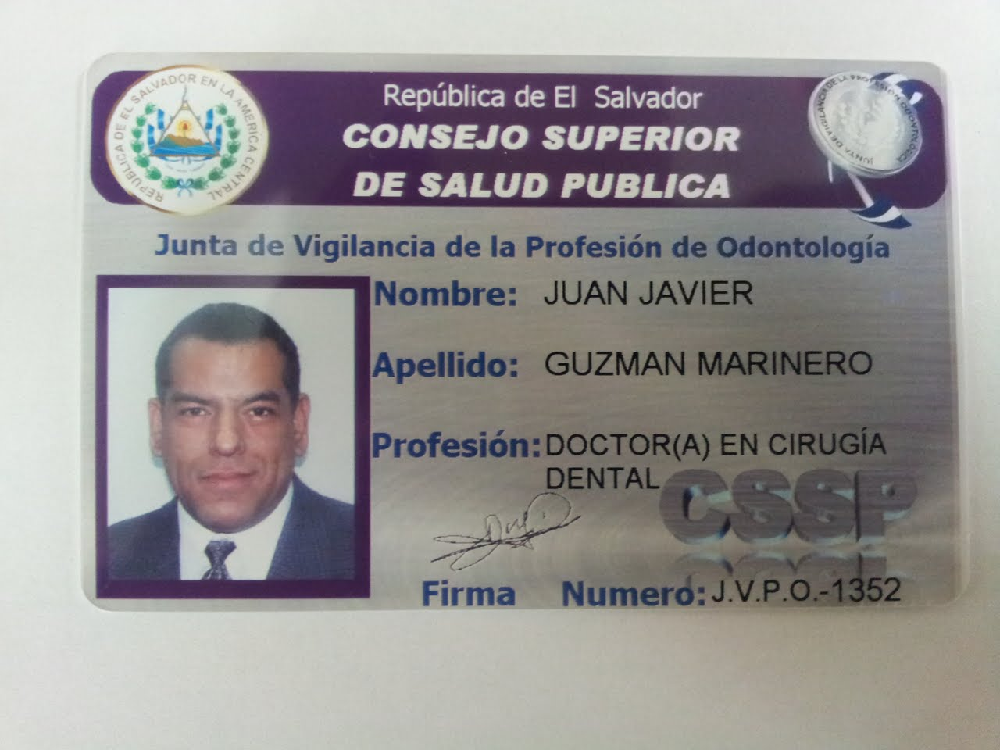 República de El Salvador
CONSEJO SUPERIOR
DE SALUD PUBLICA
REPUBLICA DE EL SALVADOR EN LA AMERICA CENTRAL
JUNTA DE VIGILANCIA DE LA PROFESION ODONTOLOGICA
Junta de Vigilancia de la Profesión de Odontología
Nombre: JUAN JAVIER
Apellido: GUZMAN MARINERO
Profesión: DOCTOR(A) EN CIRUGÍA
DENTAL
CSSP
Firma Numero: J.V.P.O.-1352